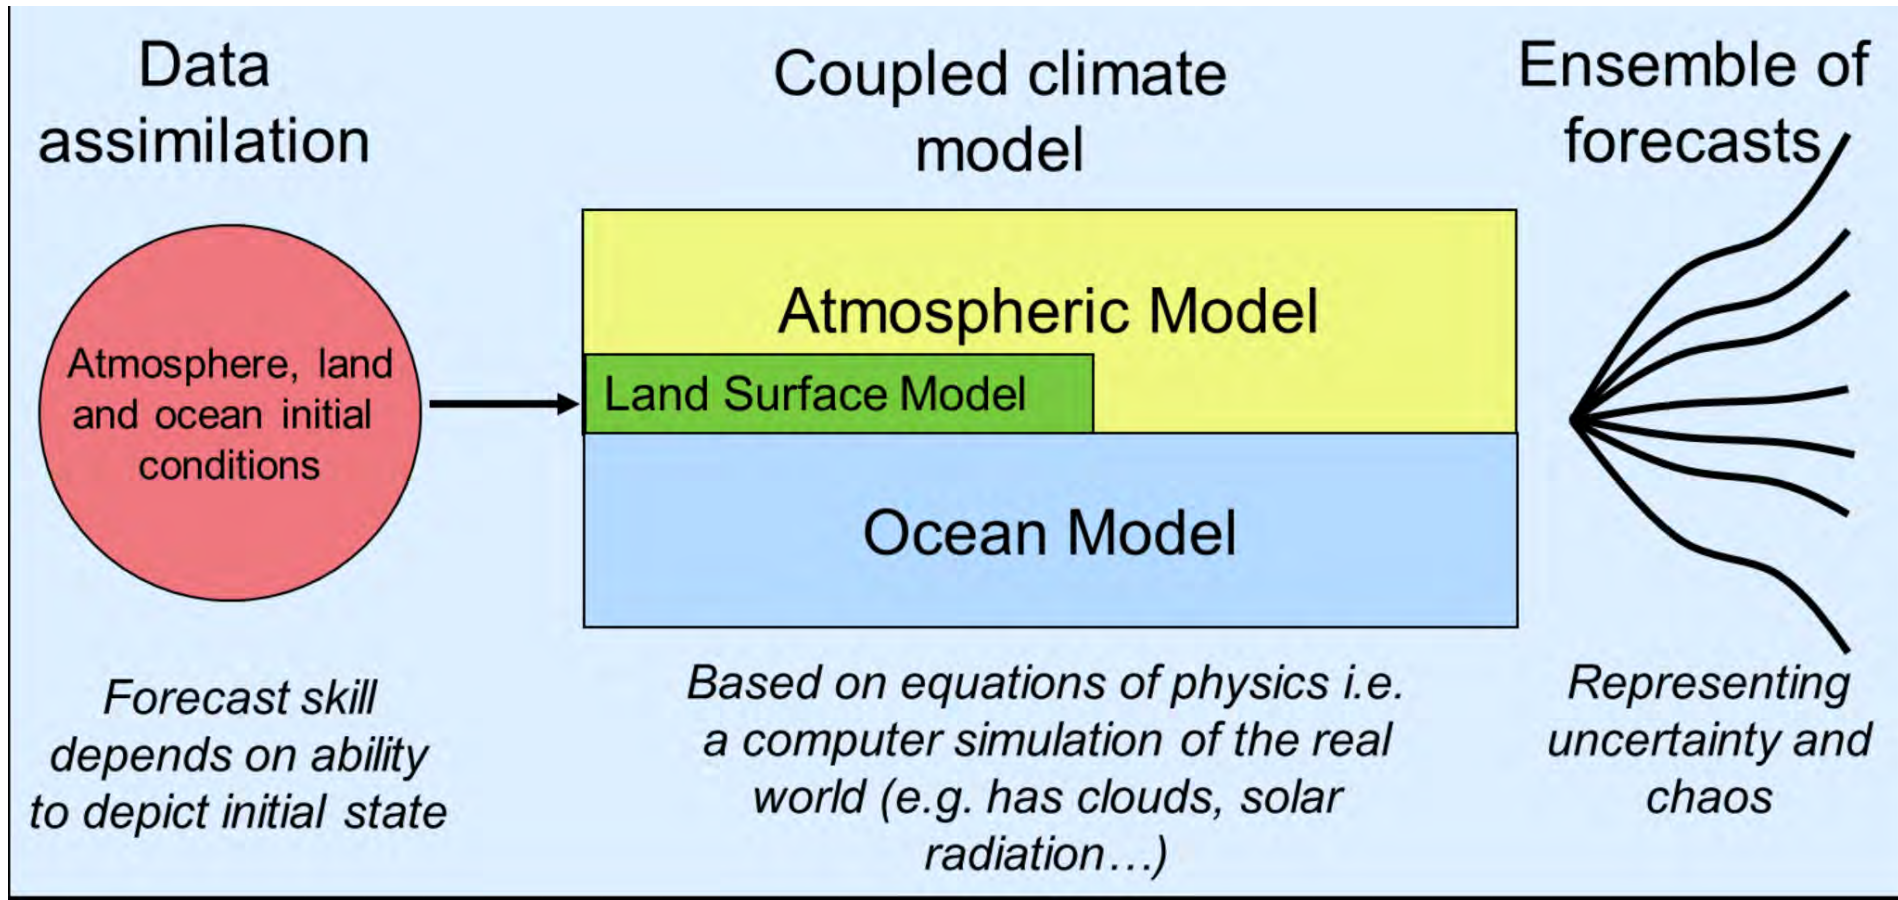 Data
assimilation
Atmosphere, land
and ocean initial
conditions
Forecast skill
depends on ability
to depict initial state
Coupled climate
model
Atmospheric Model
Land Surface Model
Ocean Model
Based on equations of physics i.e.
a computer simulation of the real
world (e.g. has clouds, solar
radiation…)
Ensemble of
forecasts
Representing
uncertainty and
chaos